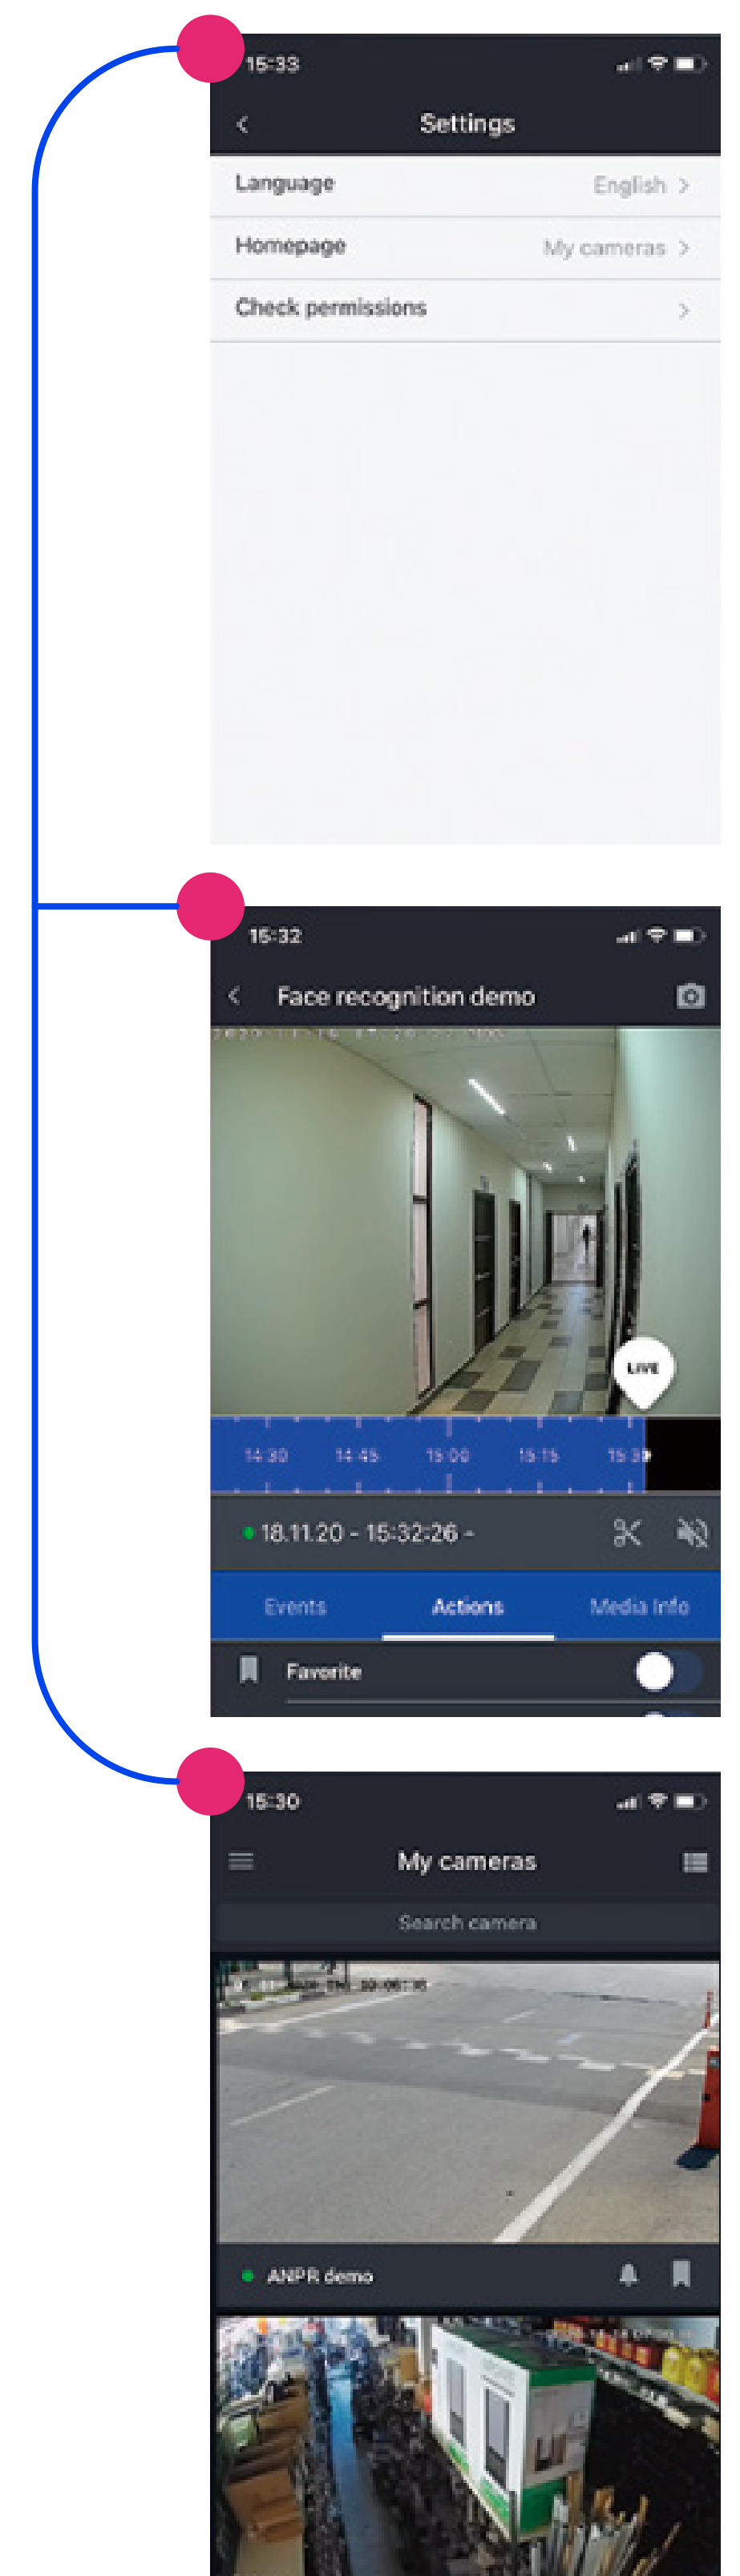 15:33
Settings
Language English
Homepage My cameras
Check permissions
15:32
Face recognition demo
LIVE
14:30 14:45 15:00 15:15 15:30
18.11.20 - 15:32:26 -
Events Actions Media Info
Favorite
15:30
My cameras
Search camera
ANPR demo